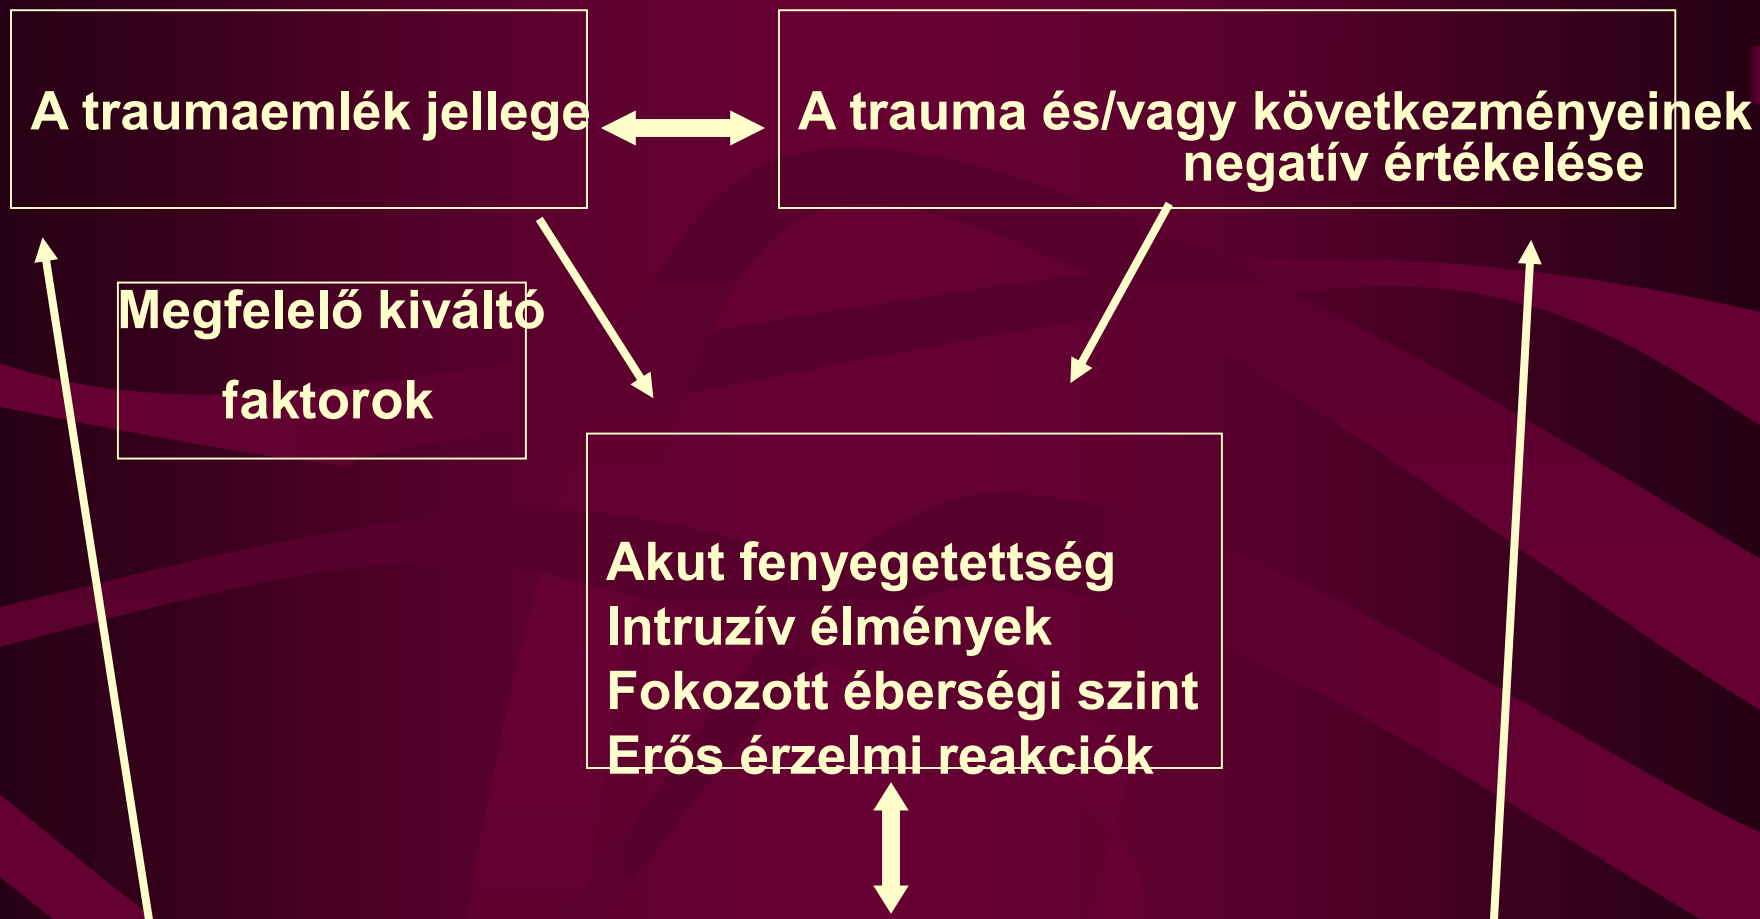 A traumaemlék jellege
A trauma és/vagy következményeinek
negatív értékelése
Megfelelő kiváltó
faktorok
Akut fenyegetettség
Intruzív élmények
Fokozott éberségi szint
Erős érzelmi reakciók